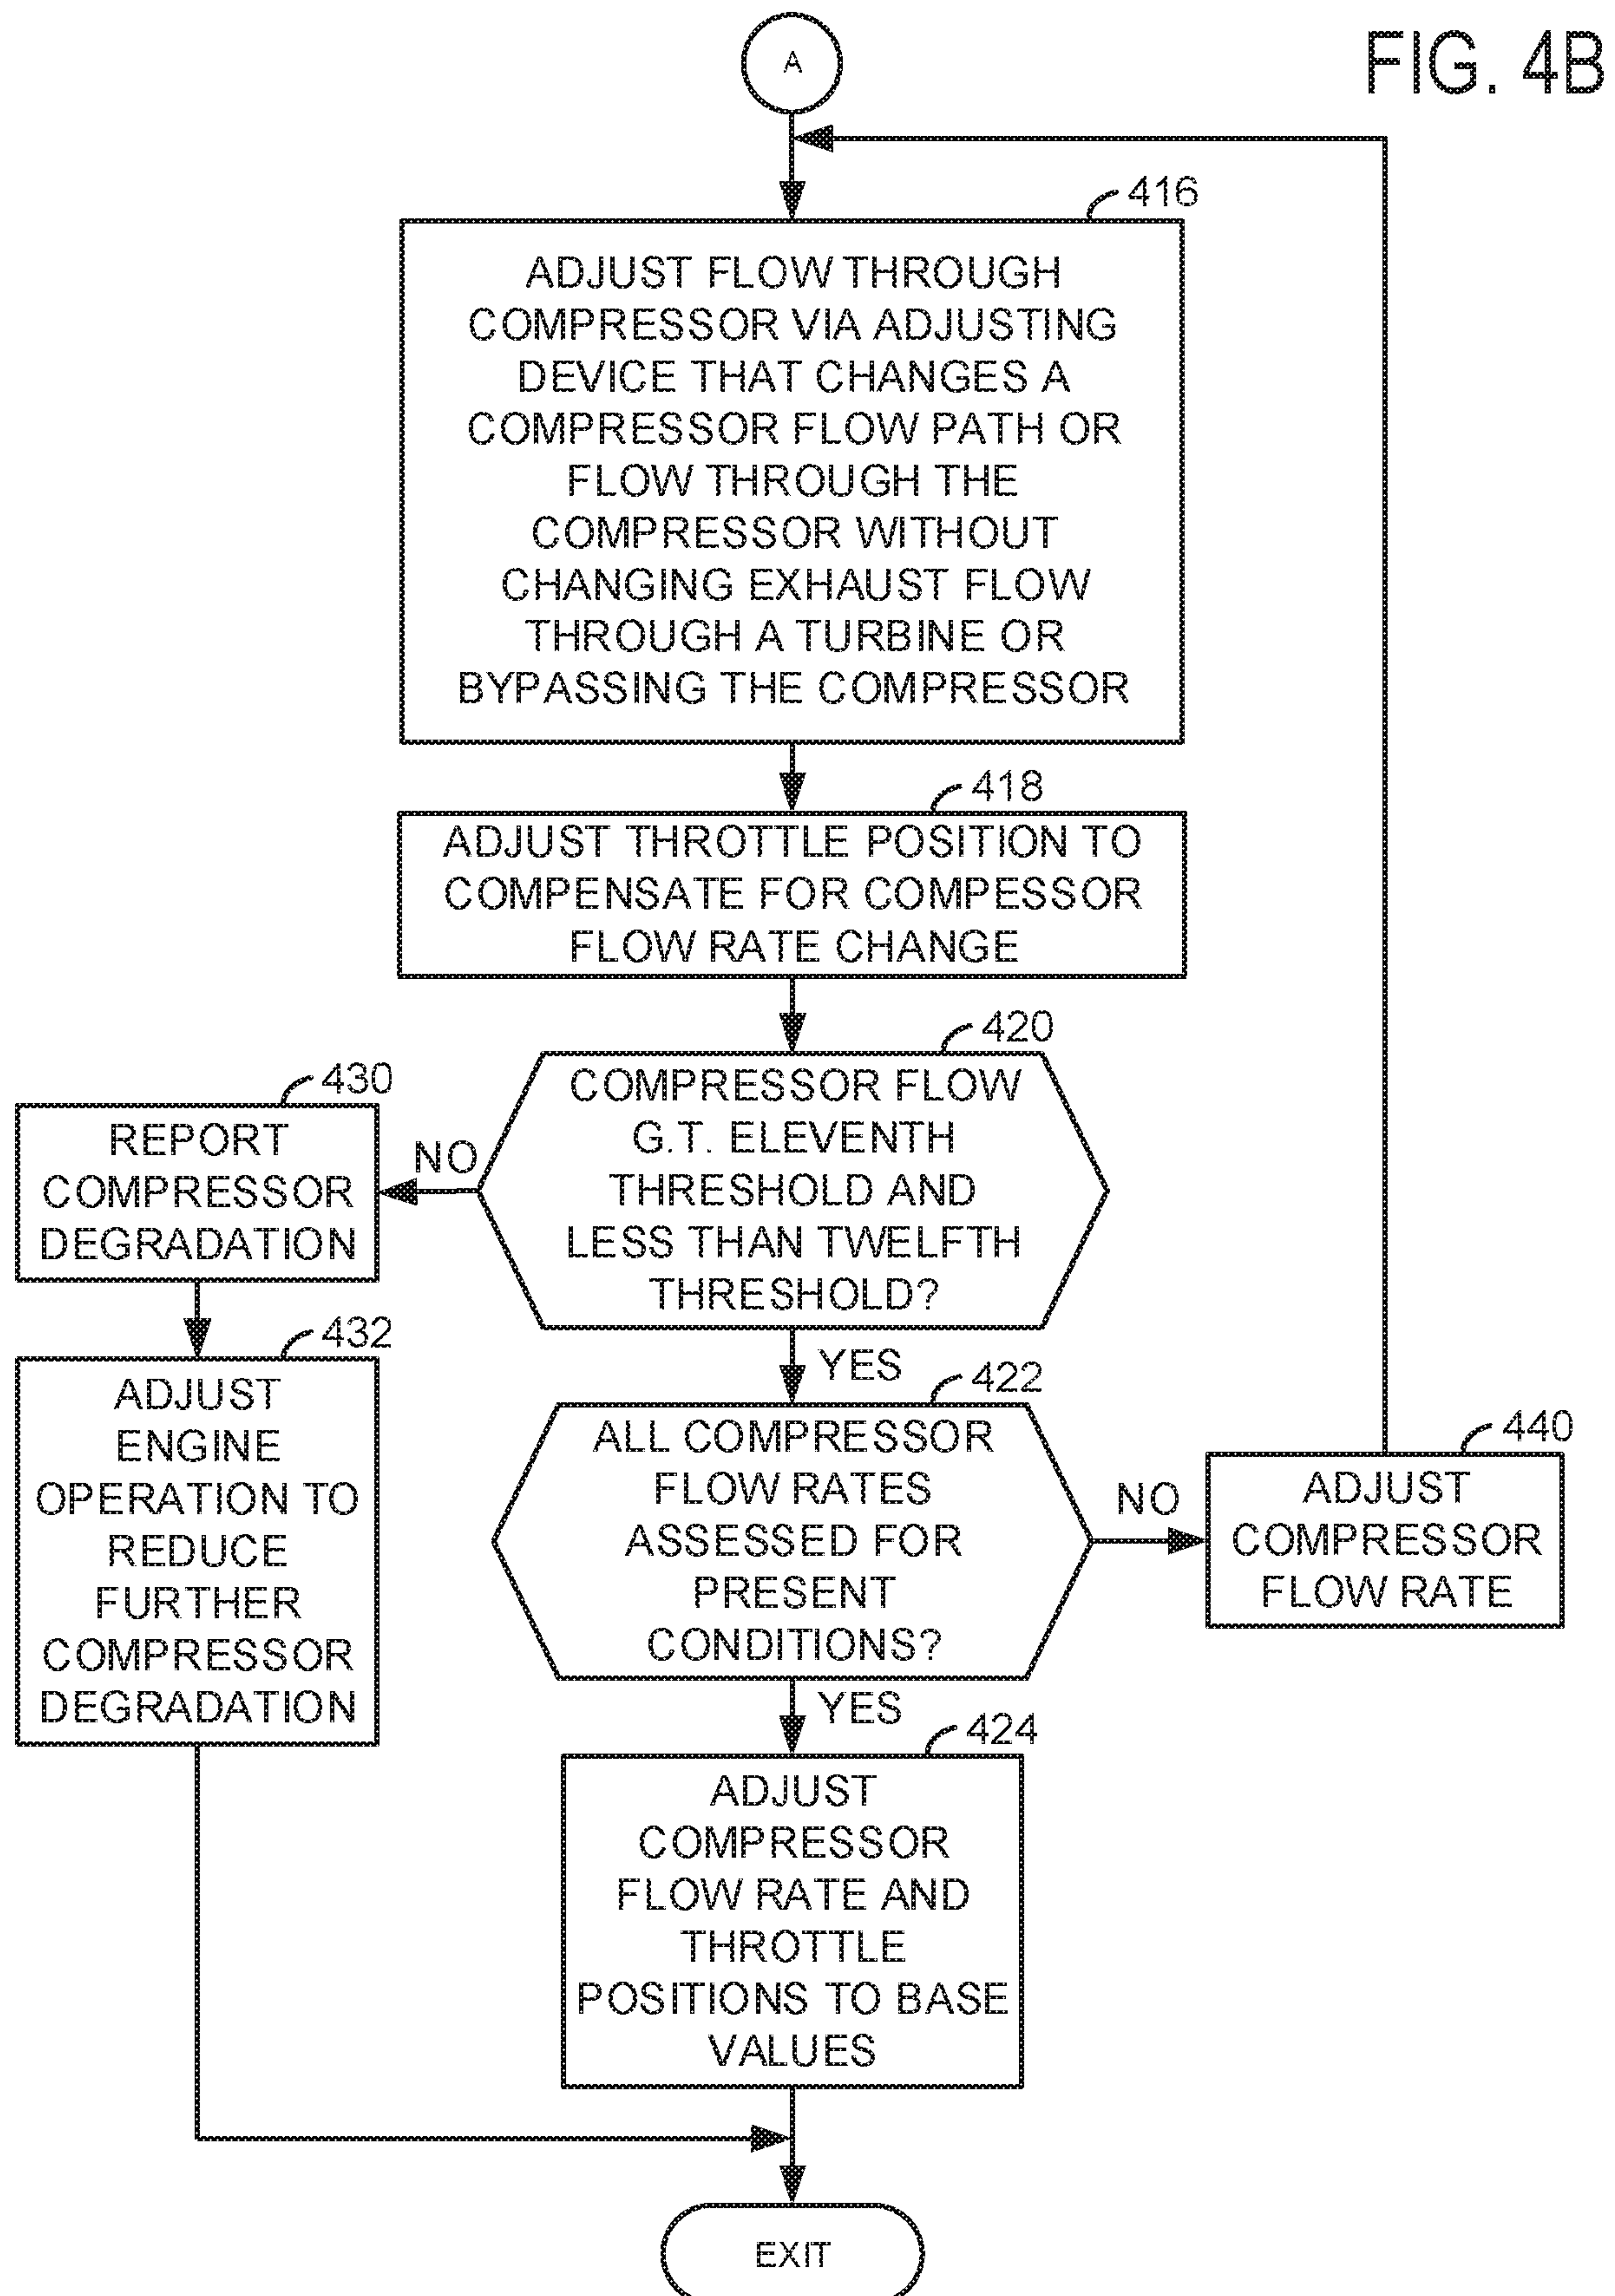 FIG. 4B
A
416
ADJUST FLOW THROUGH
COMPRESSOR VIA ADJUSTING
DEVICE THAT CHANGES A
COMPRESSOR FLOW PATH OR
FLOW THROUGH THE
COMPRESSOR WITHOUT
CHANGING EXHAUST FLOW
THROUGH A TURBINE OR
BYPASSING THE COMPRESSOR
418
ADJUST THROTTLE POSITION TO
COMPENSATE FOR COMPESSOR
FLOW RATE CHANGE
420
COMPRESSOR FLOW
G.T. ELEVENTH
THRESHOLD AND
LESS THAN TWELFTH
THRESHOLD?
NO
430
REPORT
COMPRESSOR
DEGRADATION
432
ADJUST
ENGINE
OPERATION TO
REDUCE
FURTHER
COMPRESSOR
DEGRADATION
YES
422
ALL COMPRESSOR
FLOW RATES
ASSESSED FOR
PRESENT
CONDITIONS?
NO
440
ADJUST
COMPRESSOR
FLOW RATE
YES
424
ADJUST
COMPRESSOR
FLOW RATE AND
THROTTLE
POSITIONS TO BASE
VALUES
EXIT